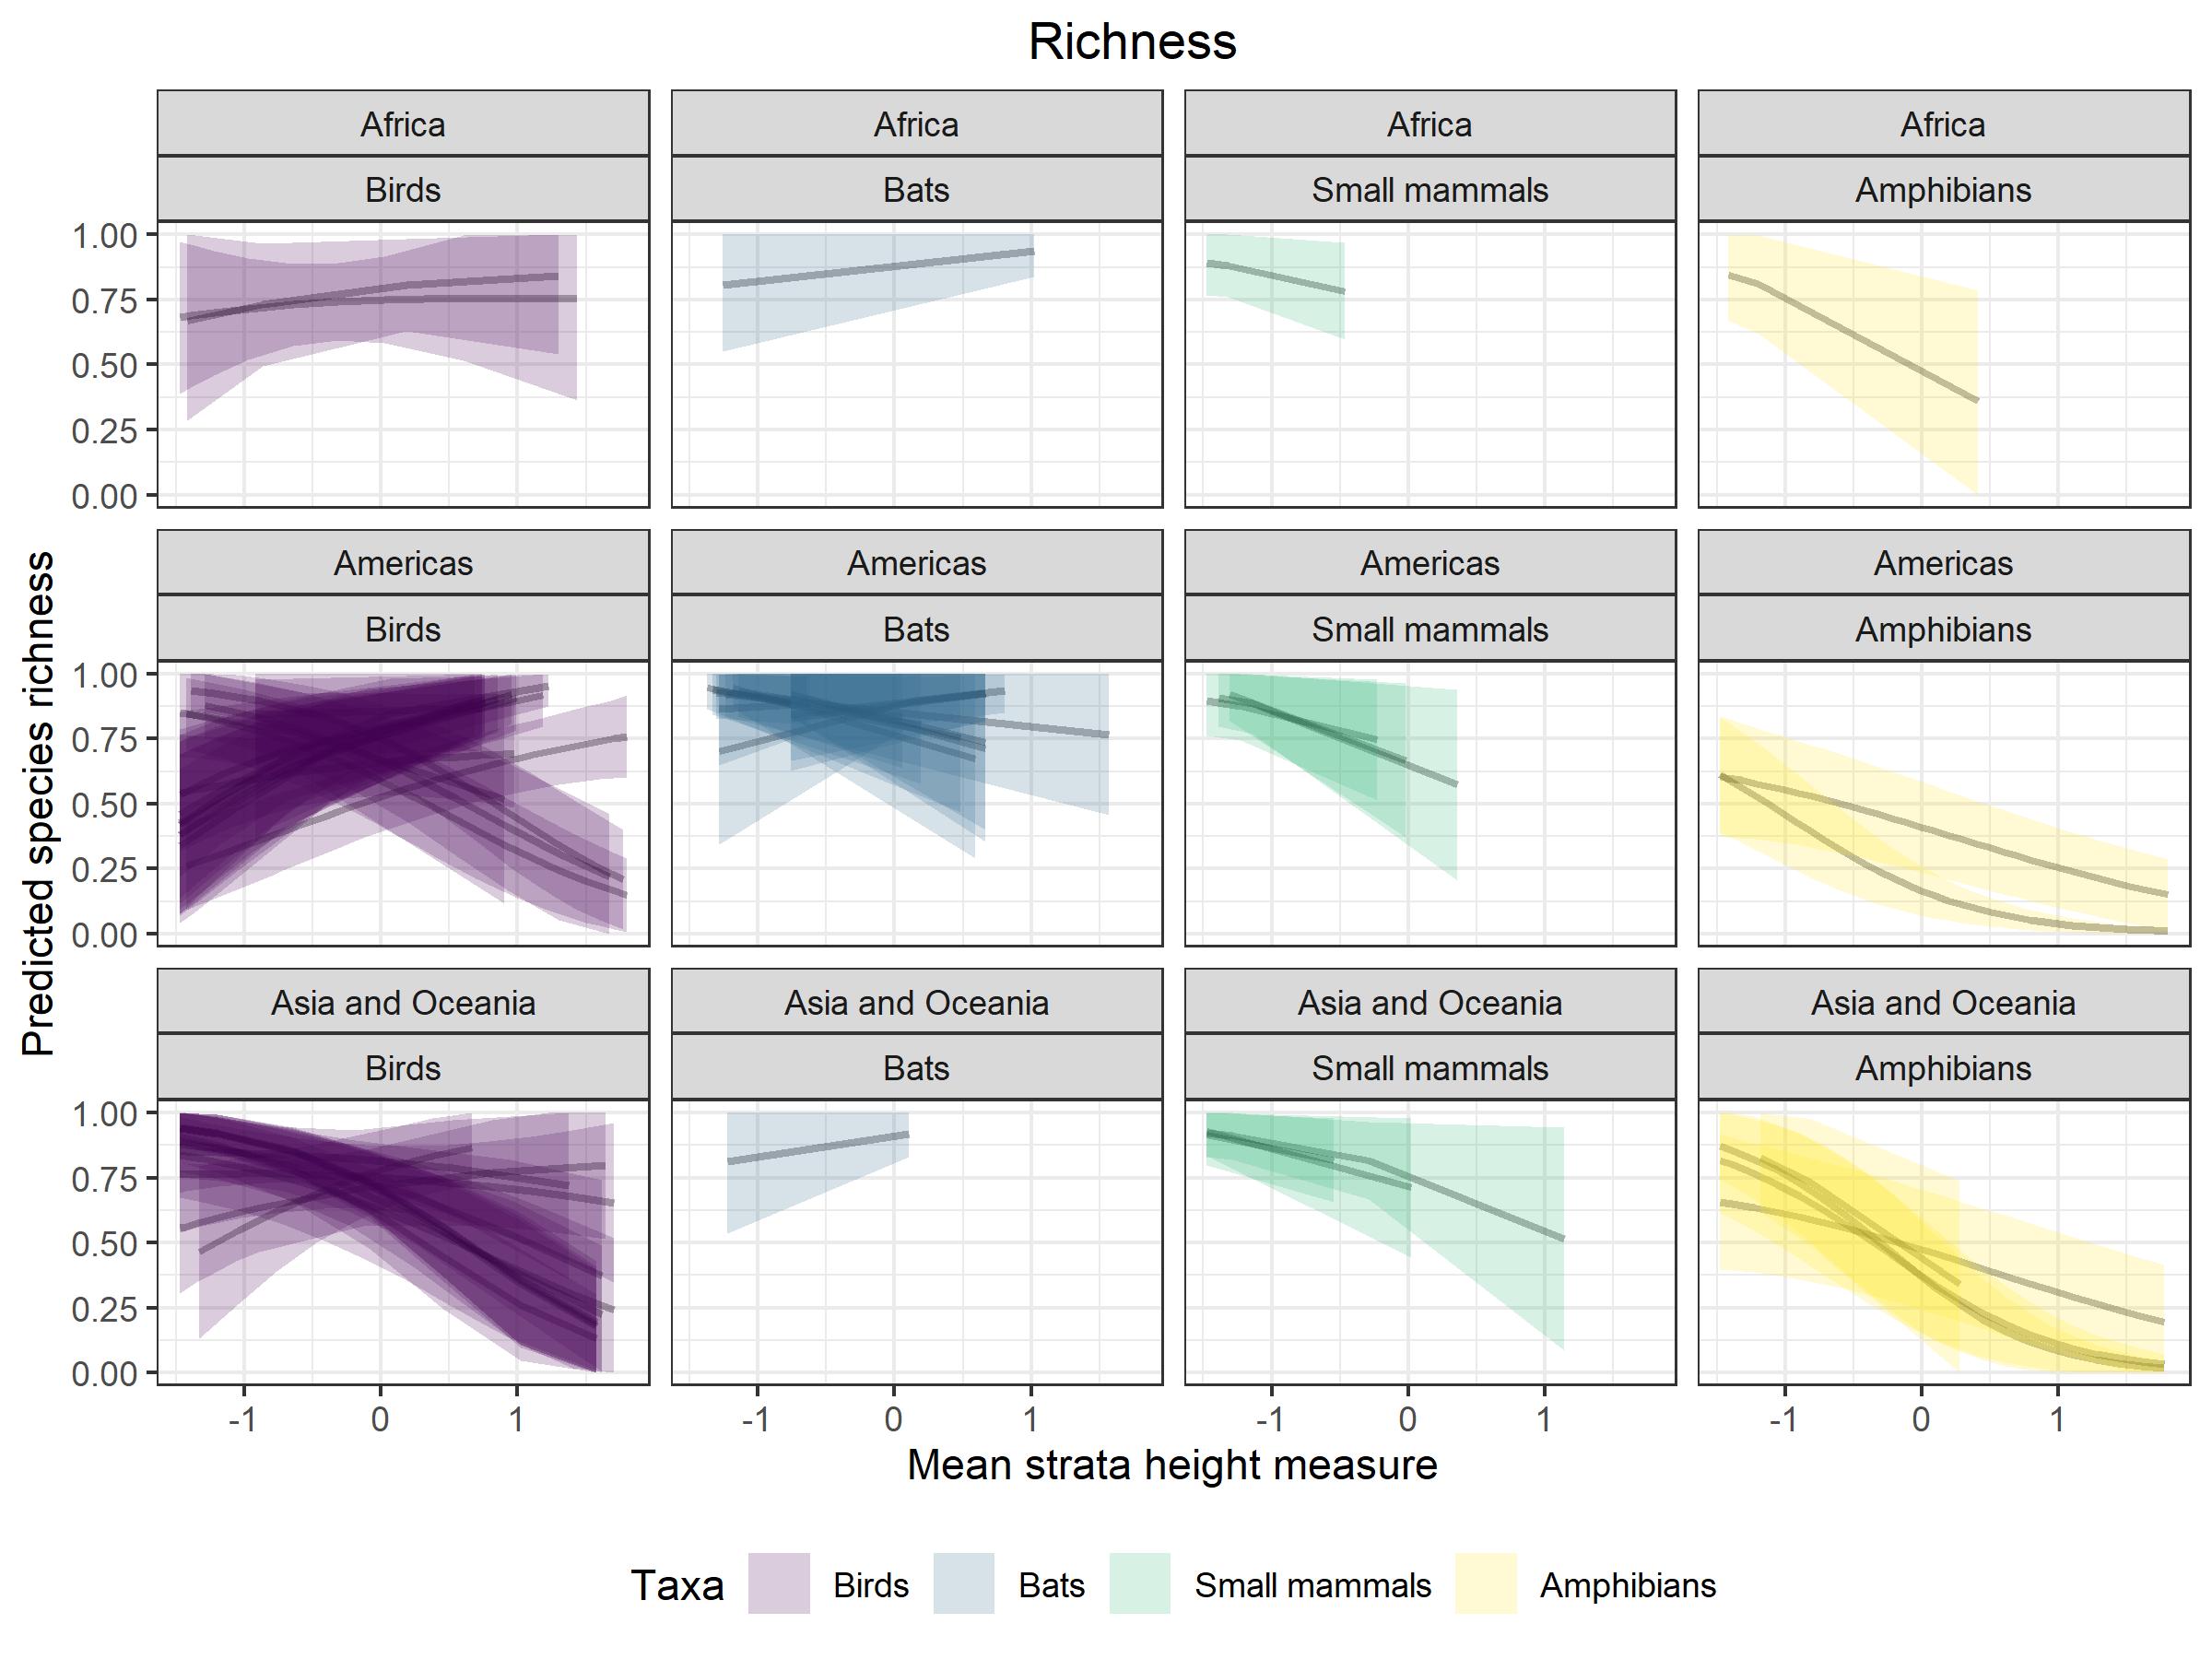 Richness
Africa
Africa
Africa
Africa
Birds
Bats
Small mammals
Amphibians
1.00
0.75
0.50
0.25
0.00
Americas
Americas
Americas
Americas
Birds
Bats
Small mammals
Amphibians
1.00
0.75
0.50
0.25
0.00
Predicted species richness
Asia and Oceania
Asia and Oceania
Asia and Oceania
Asia and Oceania
Birds
Bats
Small mammals
Amphibians
1.00
0.75
0.50
0.25
0.00
-1 0 1
-1 0 1
-1 0 1
-1 0 1
Mean strata height measure
Taxa Birds Bats Small mammals Amphibians